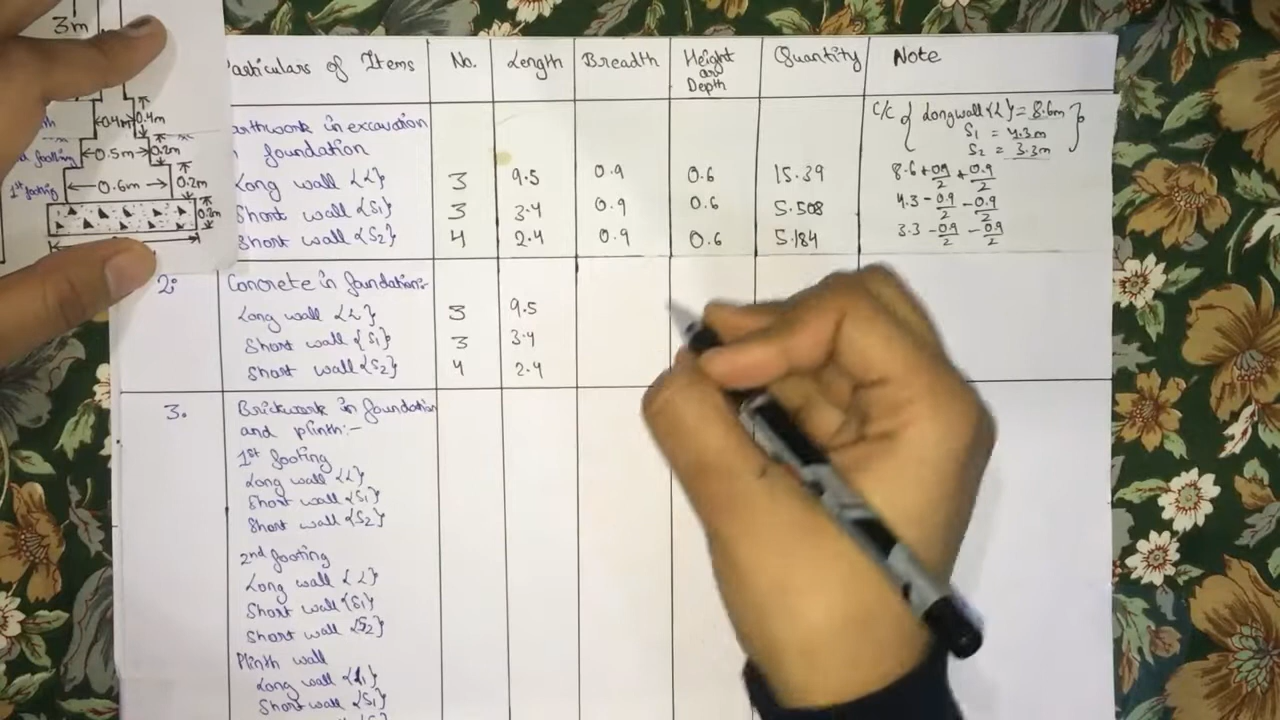 3m
0.4m
0.4m
0.5m
0.2m
1st footing
0.6m
0.2m
0.2m
articulars of Items No. Length Breadth Height or Depth Quantity Note
arthwork in excavation
foundation
C/C { Long wall {L} = 8.6m
S1 = 4.3m
S2 = 3.3m }
Long wall {L} 3 9.5 0.9 0.6 15.39 8.6 + 0.9/2 + 0.9/2
Short wall {S1} 3 3.4 0.9 0.6 5.508 4.3 - 0.9/2 - 0.9/2
Short wall {S2} 4 2.4 0.9 0.6 5.184 3.3 - 0.9/2 - 0.9/2
2. Concrete in foundation:-
Long wall {L} 3 9.5
Short wall {S1} 3 3.4
Short wall {S2} 4 2.4
3. Brickwork in foundation
and plinth:-
1st footing
Long wall {L}
Short wall {S1}
Short wall {S2}
2nd footing
Long wall {L}
Short wall {S1}
Short wall {S2}
Plinth wall
Long wall
Short wall {S1}